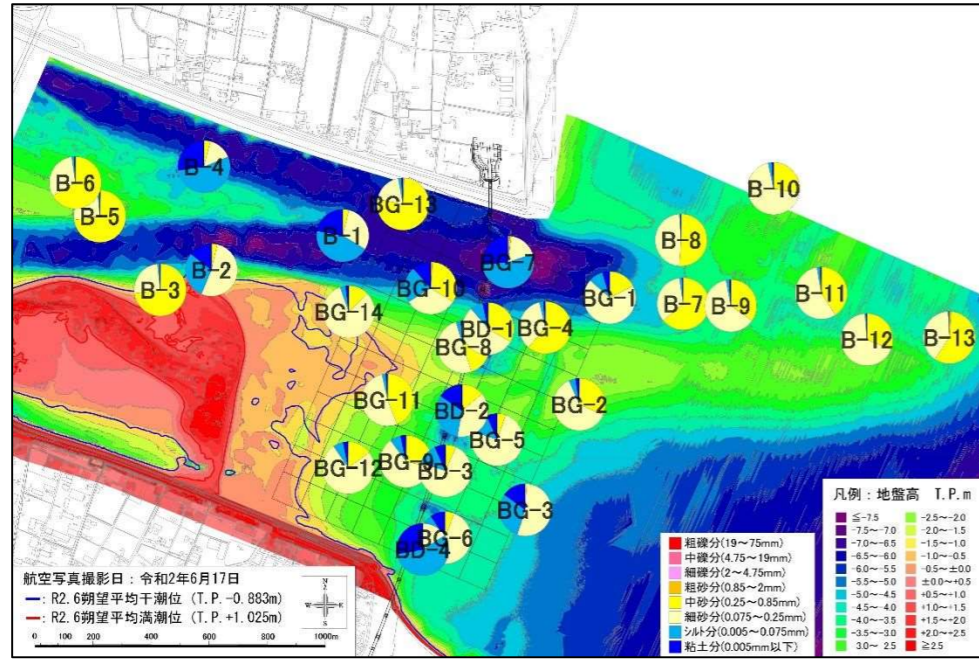 B-4
B-6
B-5
BG-13
B-10
B-1
B-8
BG-7
B-2
B-3
BG-10
BG-1
B-7
B-9
B-11
BG-14
BD-1
BG-4
BG-8
B-12
B-13
BG-11
BD-2
BG-2
BG-5
BG-12
BG-9
BD-3
BG-3
BG-6
BD-4
航空写真撮影日:令和2年6月17日
:R2.6朔望平均干潮位(T.P.-0.883m)
:R2.6朔望平均満潮位(T.P.+1.025m)
N
W
E
S
0 100 200 400 600 800 1000m
粗礫分(19~75mm)
中礫分(4.75~19mm)
細礫分(2~4.75mm)
粗砂分(0.85~2mm)
中砂分(0.25~0.85mm)
細砂分(0.075~0.25mm)
シルト分(0.005~0.075mm)
粘土分(0.005mm以下)
凡例:地盤高 T.P.m
≦-7.5
-7.5~-7.0
-7.0~-6.5
-6.5~-6.0
-6.0~-5.5
-5.5~-5.0
-5.0~-4.5
-4.5~-4.0
-4.0~-3.5
-3.5~-3.0
3.0~ 2.5
-2.5~-2.0
-2.0~-1.5
-1.5~-1.0
-1.0~-0.5
-0.5~±0.0
±0.0~+0.5
+0.5~+1.0
+1.0~+1.5
+1.5~+2.0
+2.0~+2.5
≧2.5